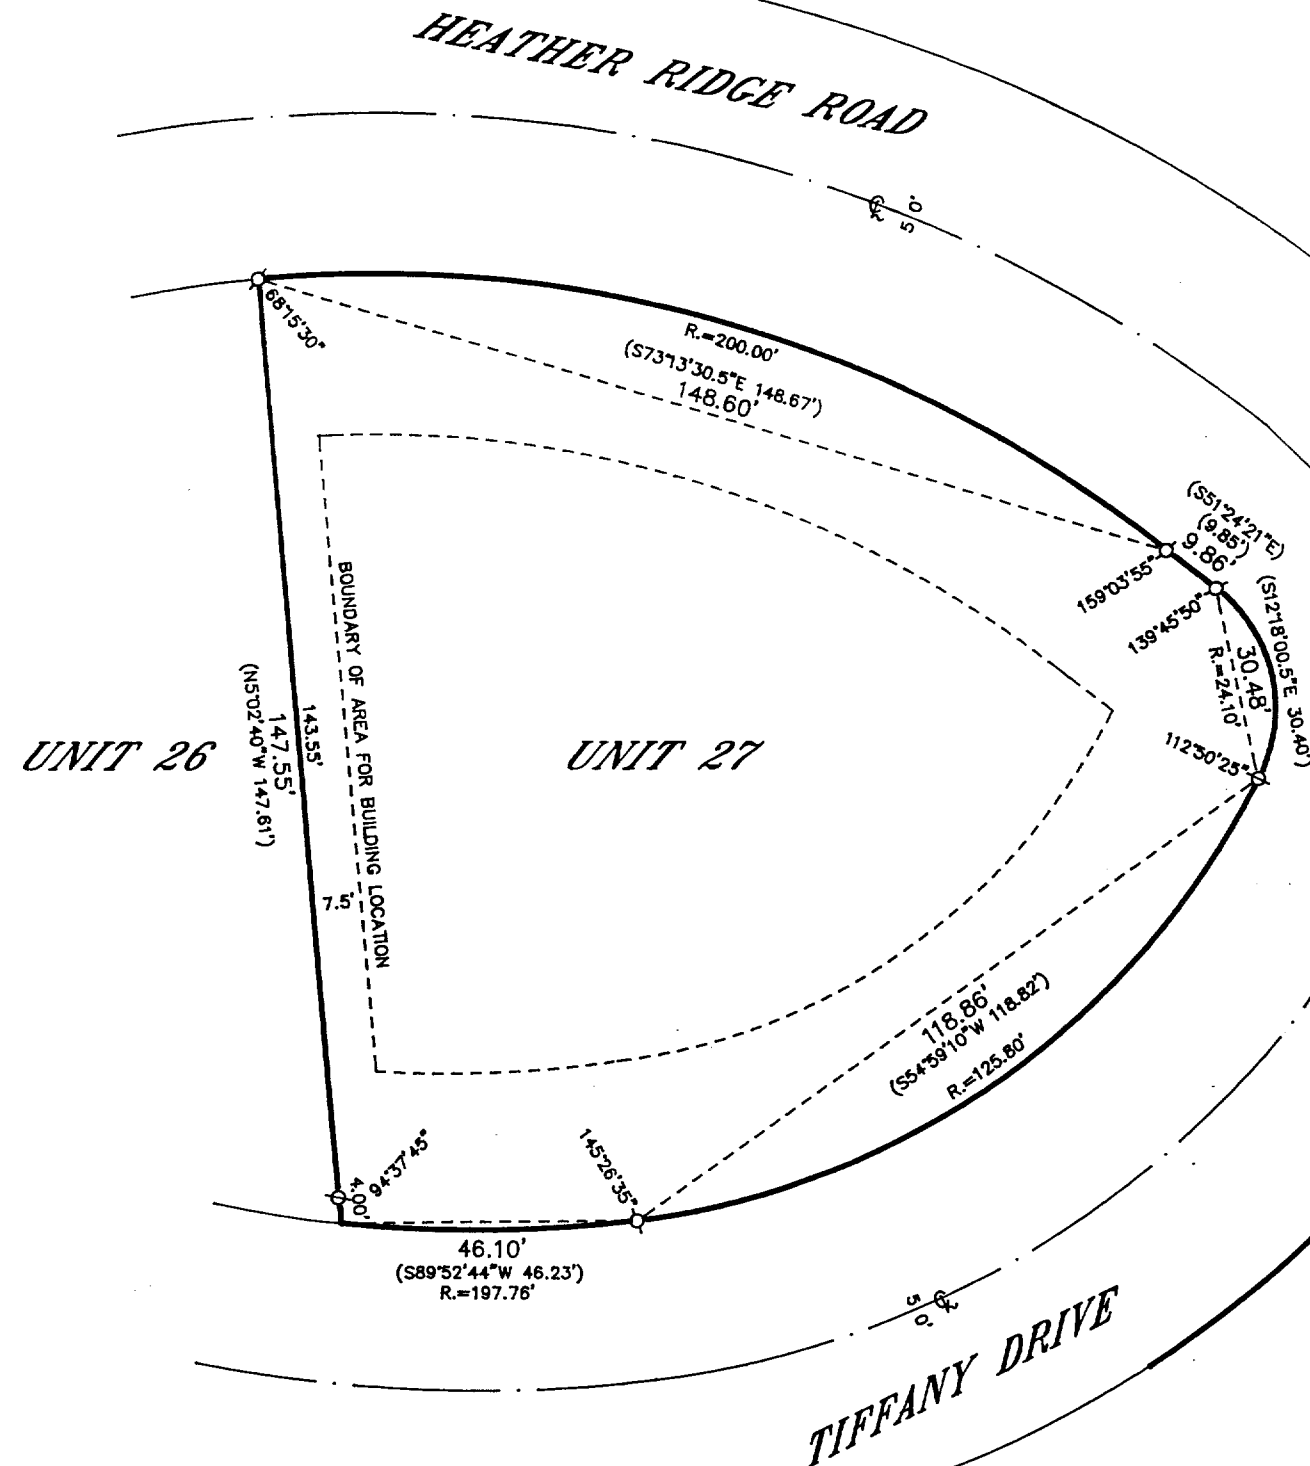 HEATHER RIDGE ROAD
℄
50'
68°15'30"
R.=200.00'
(S73°13'30.5"E 148.67')
148.60'
(S51°24'21"E)
(9.85')
9.86'
159°03'55"
139°45'50"
(S12°18'00.5"E 30.40')
30.48'
R.=24.10'
112°50'25"
BOUNDARY OF AREA FOR BUILDING LOCATION
UNIT 26
(N5°02'40"W 147.61')
147.55'
143.55'
UNIT 27
7.5'
118.86'
(S54°59'10"W 118.82')
R.=125.80'
145°26'35"
94°37'45"
4.00'
46.10'
(S89°52'44"W 46.23')
R.=197.76'
℄
50'
TIFFANY DRIVE